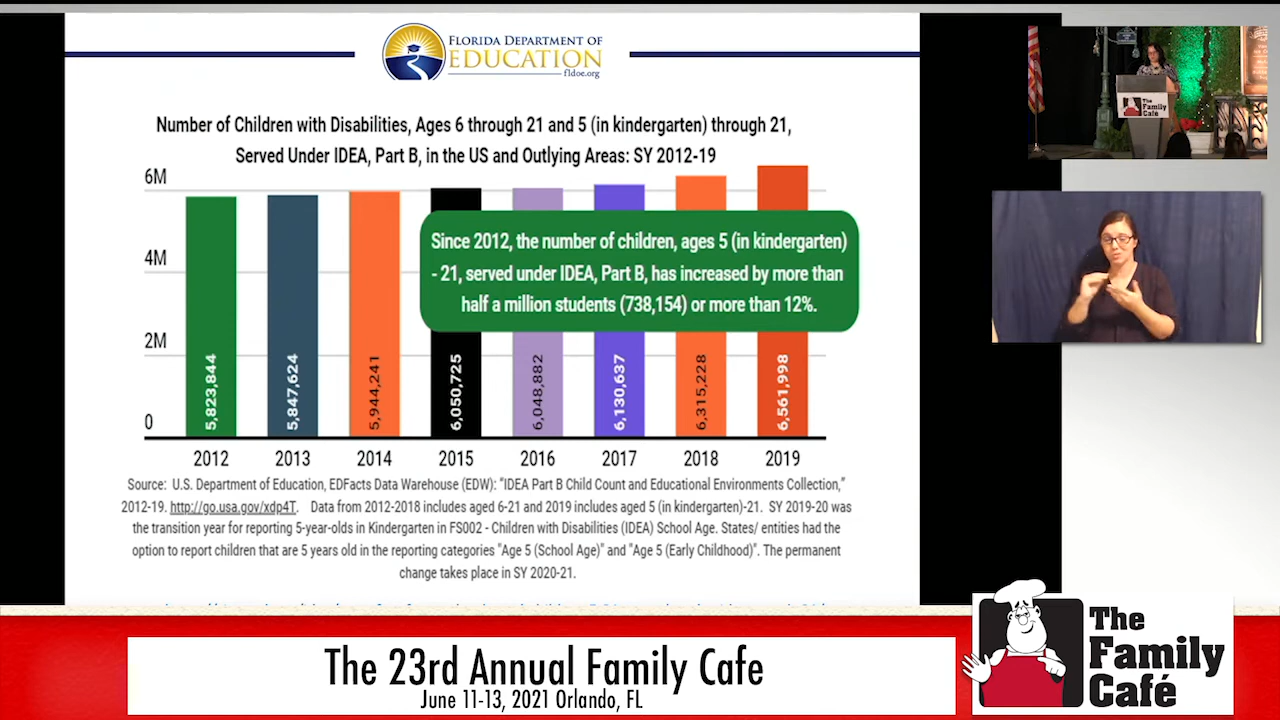 FLORIDA DEPARTMENT OF
EDUCATION
fldoe.org
Number of Children with Disabilities, Ages 6 through 21 and 5 (in kindergarten) through 21,
Served Under IDEA, Part B, in the US and Outlying Areas: SY 2012-19
6M
4M
2M
0
Since 2012, the number of children, ages 5 (in kindergarten)
- 21, served under IDEA, Part B, has increased by more than
half a million students (738,154) or more than 12%.
5,823,844
5,847,624
5,944,241
6,050,725
6,048,882
6,130,637
6,315,228
6,561,998
2012 2013 2014 2015 2016 2017 2018 2019
Source: U.S. Department of Education, EDFacts Data Warehouse (EDW): “IDEA Part B Child Count and Educational Environments Collection,”
2012-19. http://go.usa.gov/xdp4T. Data from 2012-2018 includes aged 6-21 and 2019 includes aged 5 (in kindergarten)-21. SY 2019-20 was
the transition year for reporting 5-year-olds in Kindergarten in FS002 - Children with Disabilities (IDEA) School Age. States/ entities had the
option to report children that are 5 years old in the reporting categories "Age 5 (School Age)" and "Age 5 (Early Childhood)". The permanent
change takes place in SY 2020-21.
The
Family
Café
The 23rd Annual Family Cafe
June 11-13, 2021 Orlando, FL
The
Family
Café